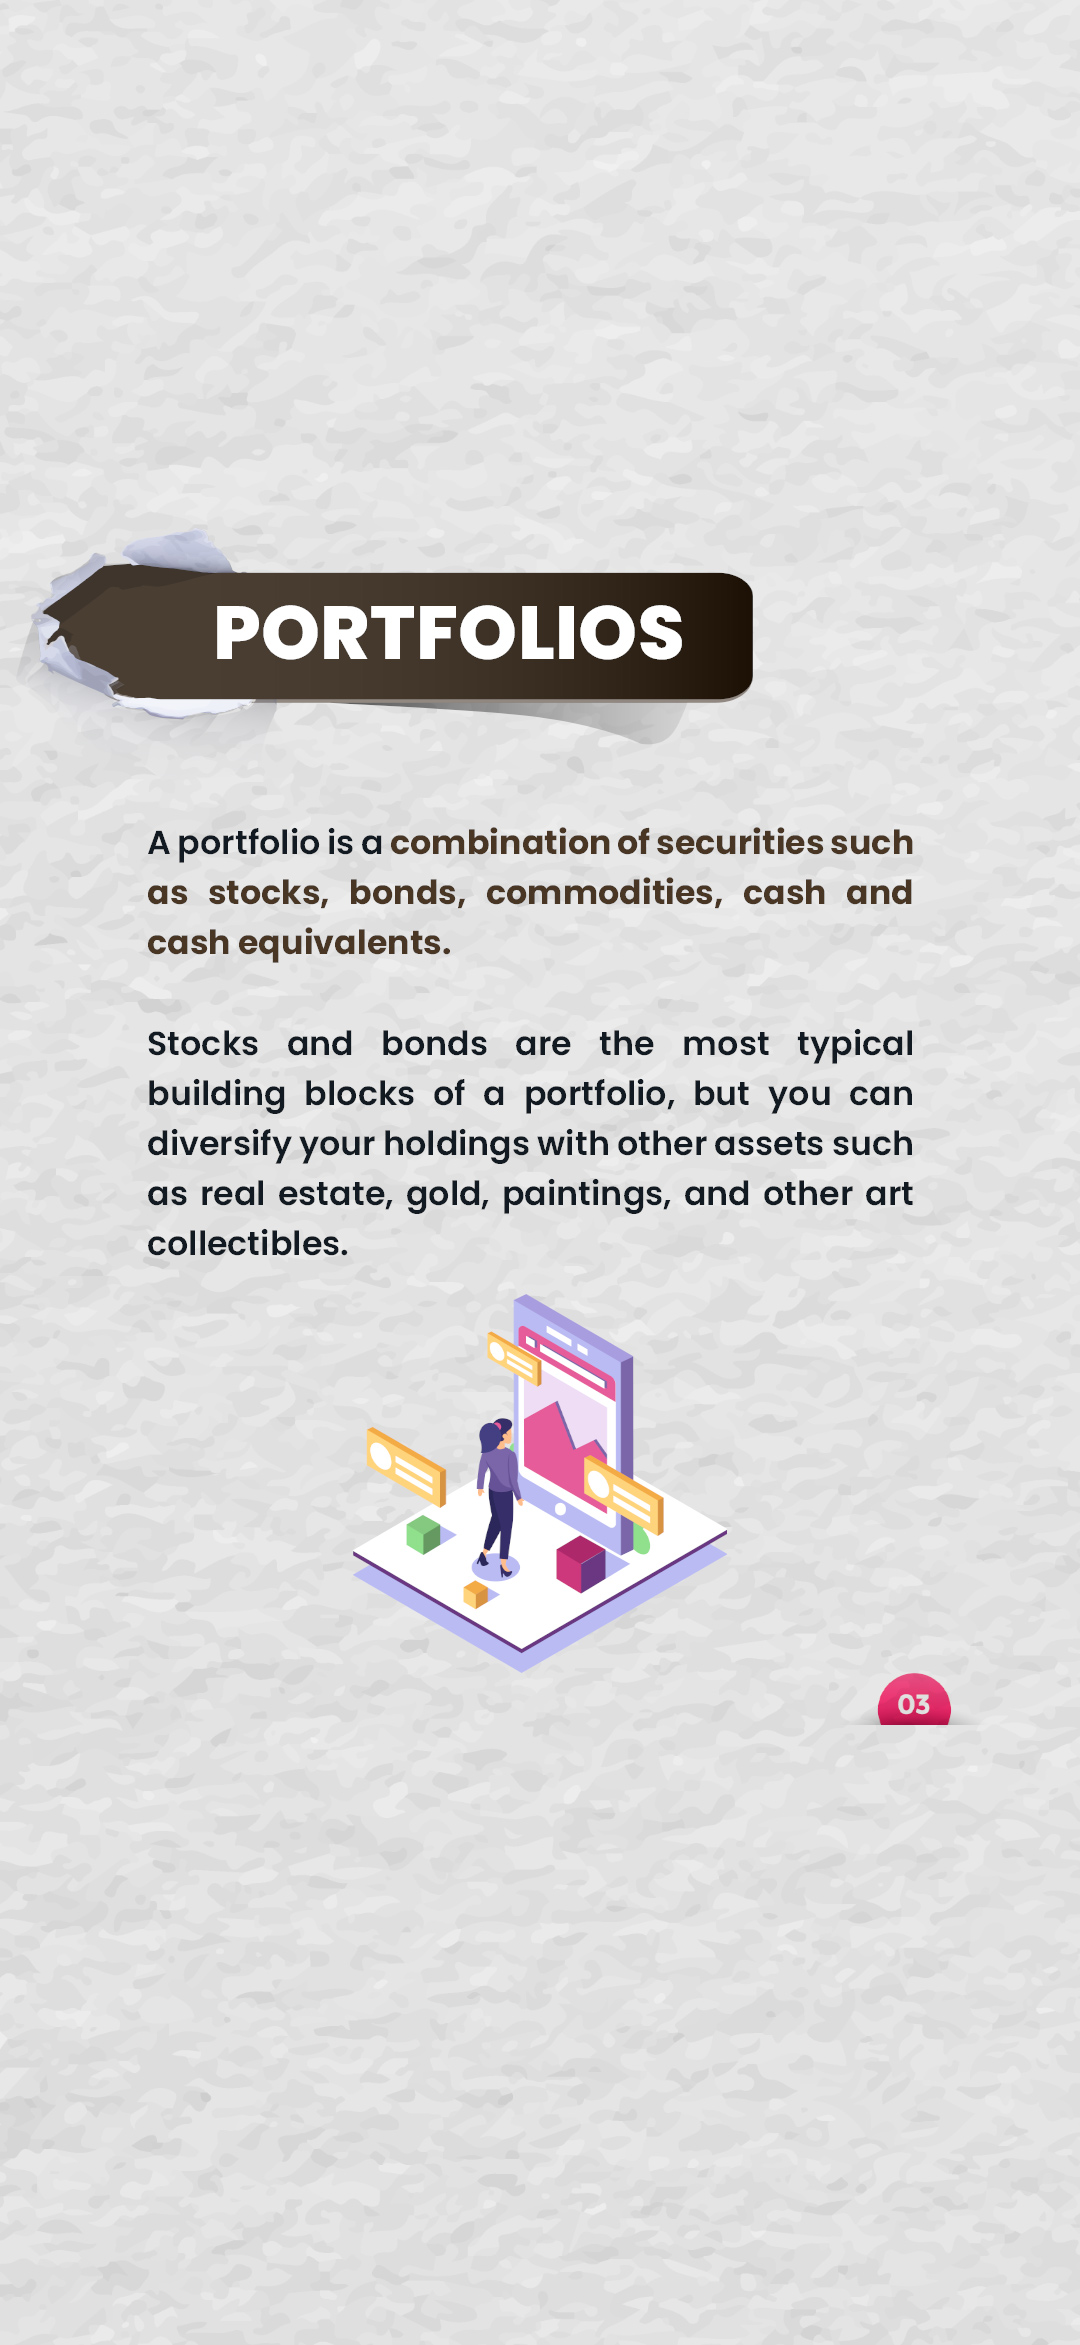 PORTFOLIOS
A portfolio is a combination of securities such
as stocks, bonds, commodities, cash and
cash equivalents.
Stocks and bonds are the most typical
building blocks of a portfolio, but you can
diversify your holdings with other assets such
as real estate, gold, paintings, and other art
collectibles.
03